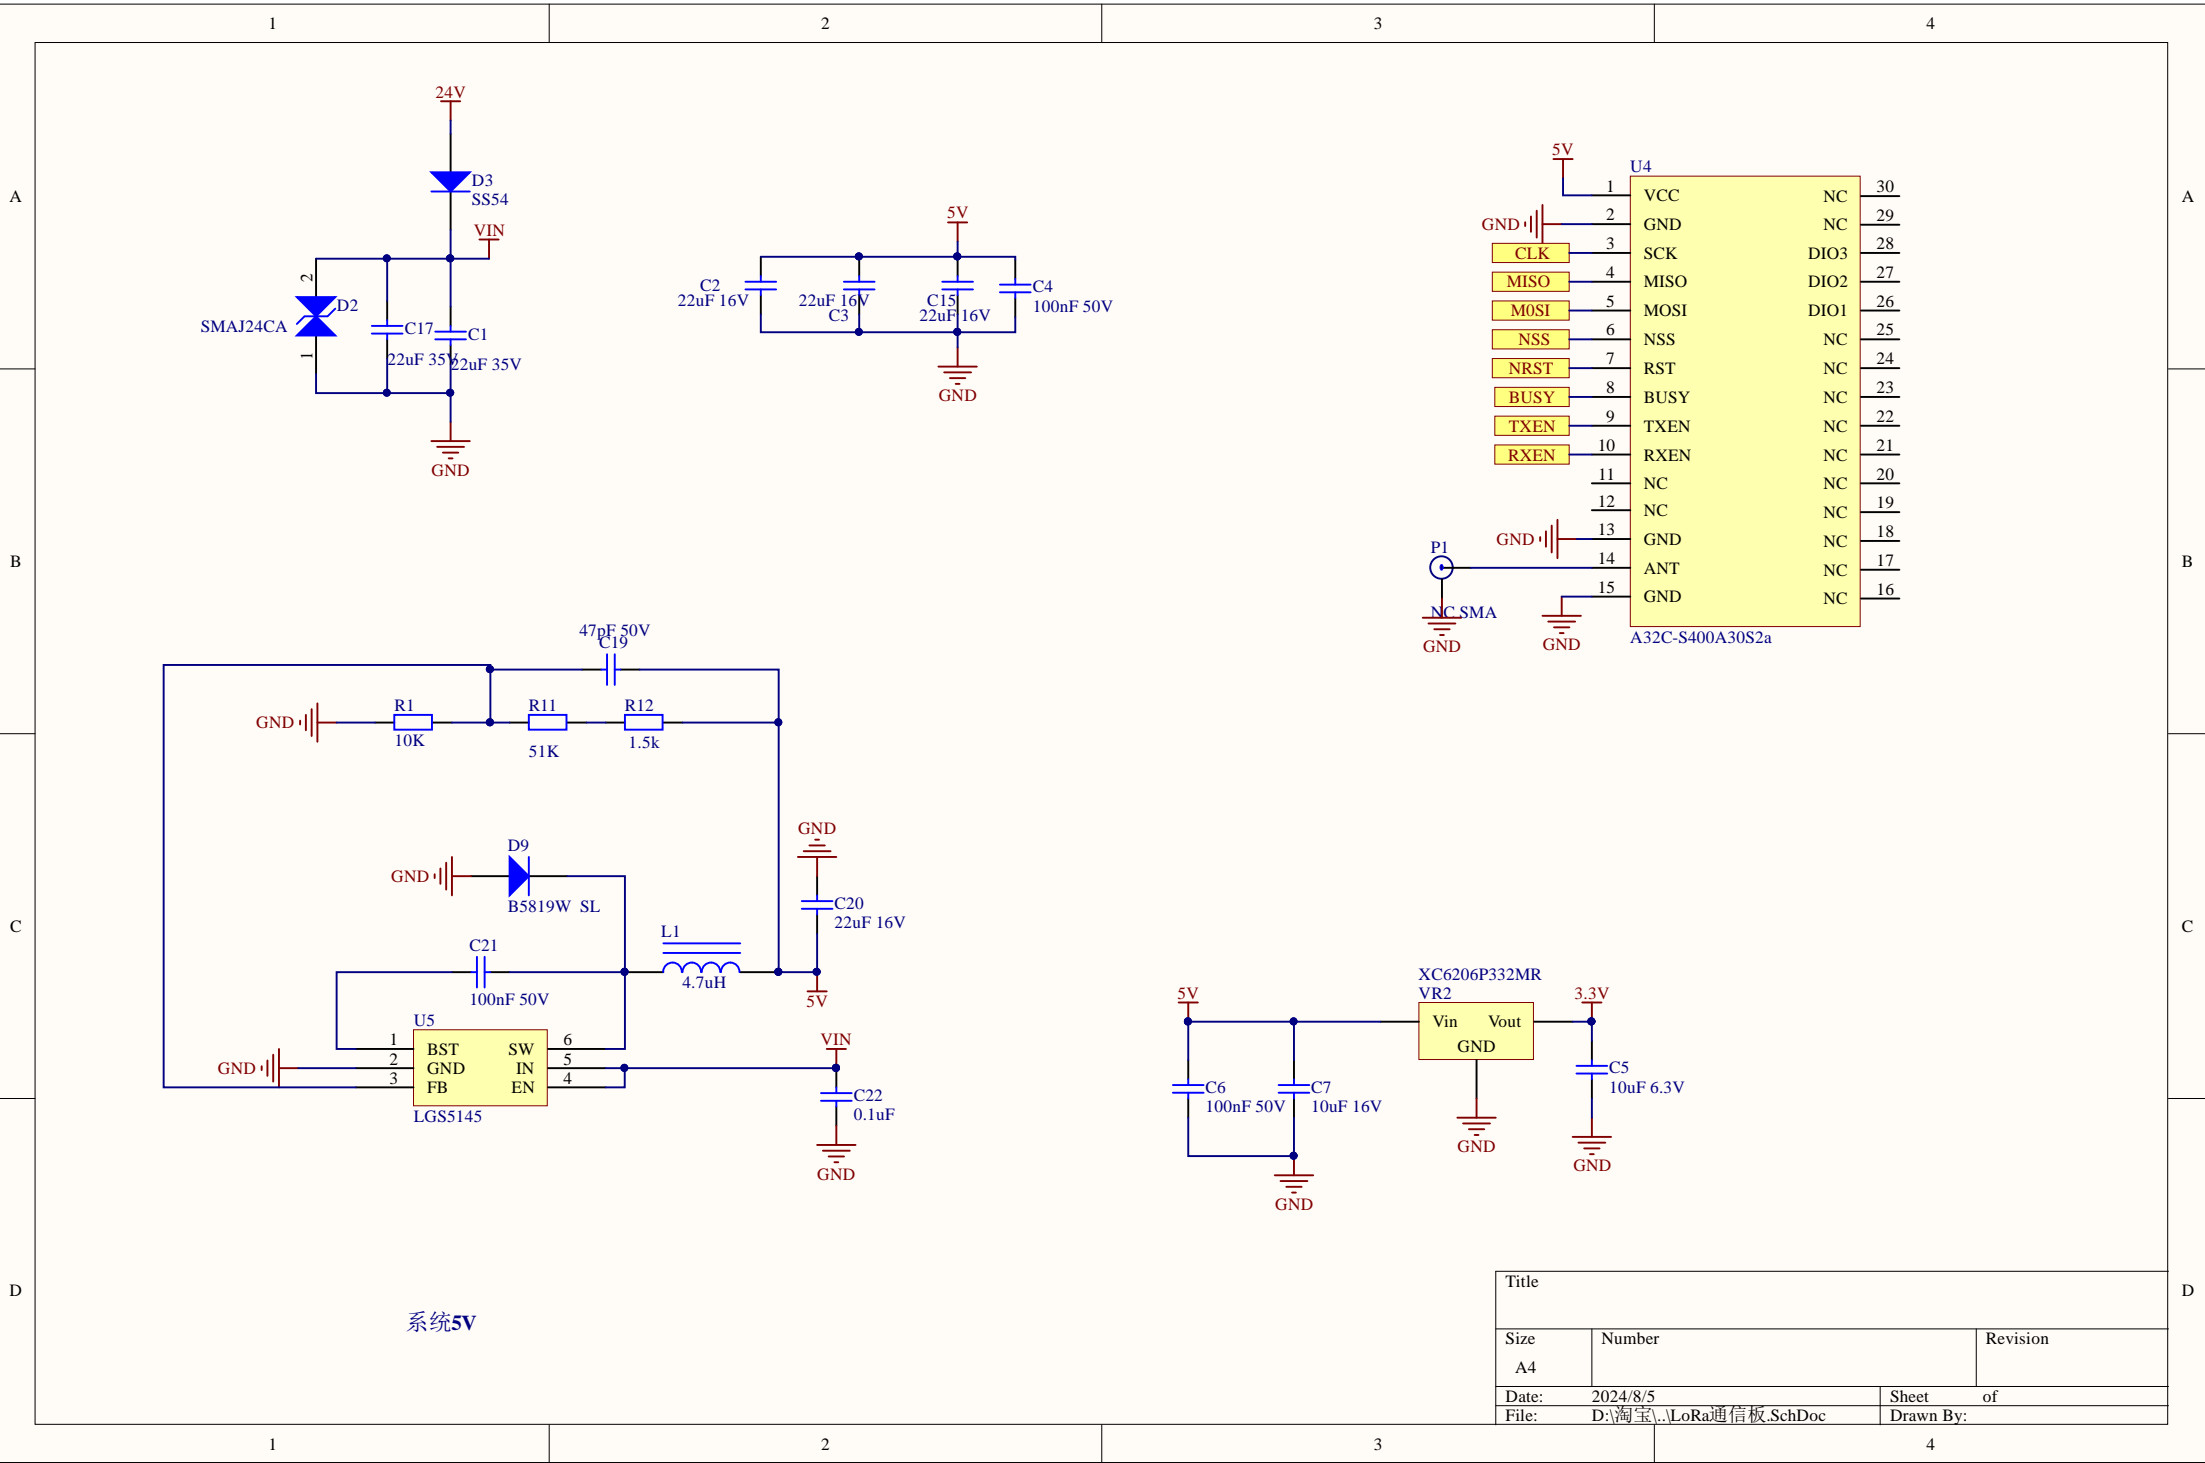 1 2 3 4
A A
B B
C C
D D
24V
D3
SS54
VIN
2
D2
SMAJ24CA
1
C17
22uF 35V
C1
22uF 35V
GND
5V
C2
22uF 16V
22uF 16V
C3
C15
22uF 16V
C4
100nF 50V
GND
5V
U4
1 VCC NC 30
GND 2 GND NC 29
CLK 3 SCK DIO3 28
MISO 4 MISO DIO2 27
M0SI 5 MOSI DIO1 26
NSS 6 NSS NC 25
NRST 7 RST NC 24
BUSY 8 BUSY NC 23
TXEN 9 TXEN NC 22
RXEN 10 RXEN NC 21
11 NC NC 20
12 NC NC 19
GND 13 GND NC 18
P1 14 ANT NC 17
15 GND NC 16
NC SMA
GND
GND
A32C-S400A30S2a
47pF 50V
C19
GND
R1
10K
R11
51K
R12
1.5k
GND
D9
B5819W SL
GND
C20
22uF 16V
C21
100nF 50V
L1
4.7uH
5V
U5
1 BST SW 6
GND 2 GND IN 5
3 FB EN 4
LGS5145
VIN
C22
0.1uF
GND
XC6206P332MR
VR2
5V
Vin Vout
GND
3.3V
C6
100nF 50V
C7
10uF 16V
C5
10uF 6.3V
GND
GND
GND
系统5V
Title
Size
A4
Number
Revision
Date: 2024/8/5
Sheet of
File: D:\淘宝\..\LoRa通信板.SchDoc
Drawn By:
1 2 3 4